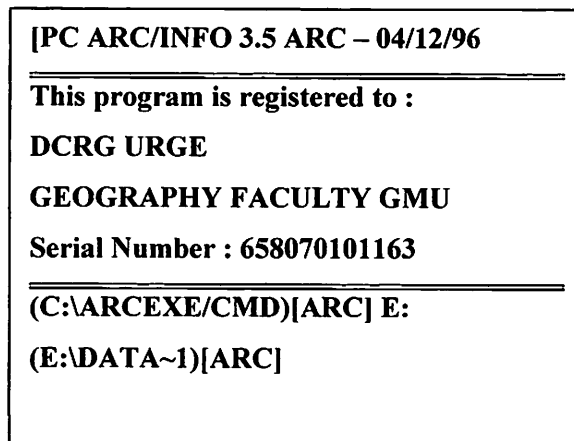 [PC ARC/INFO 3.5 ARC – 04/12/96
This program is registered to :
DCRG URGE
GEOGRAPHY FACULTY GMU
Serial Number : 658070101163
(C:\ARCEXE/CMD)[ARC] E:
(E:\DATA~1)[ARC]